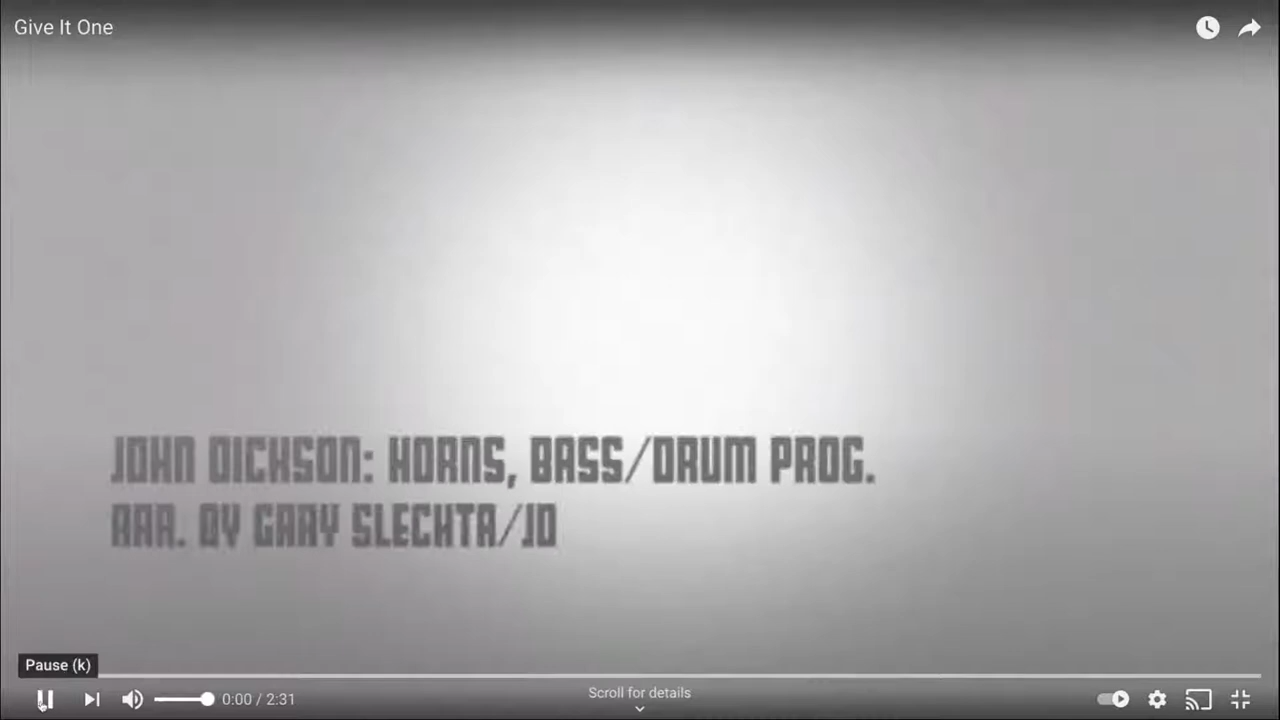 Give It One
JOHN DICKSON: HORNS, BASS/DRUM PROG.
ARR. BY GARY SLECHTA/JD
Pause (k)
0:00 / 2:31
Scroll for details